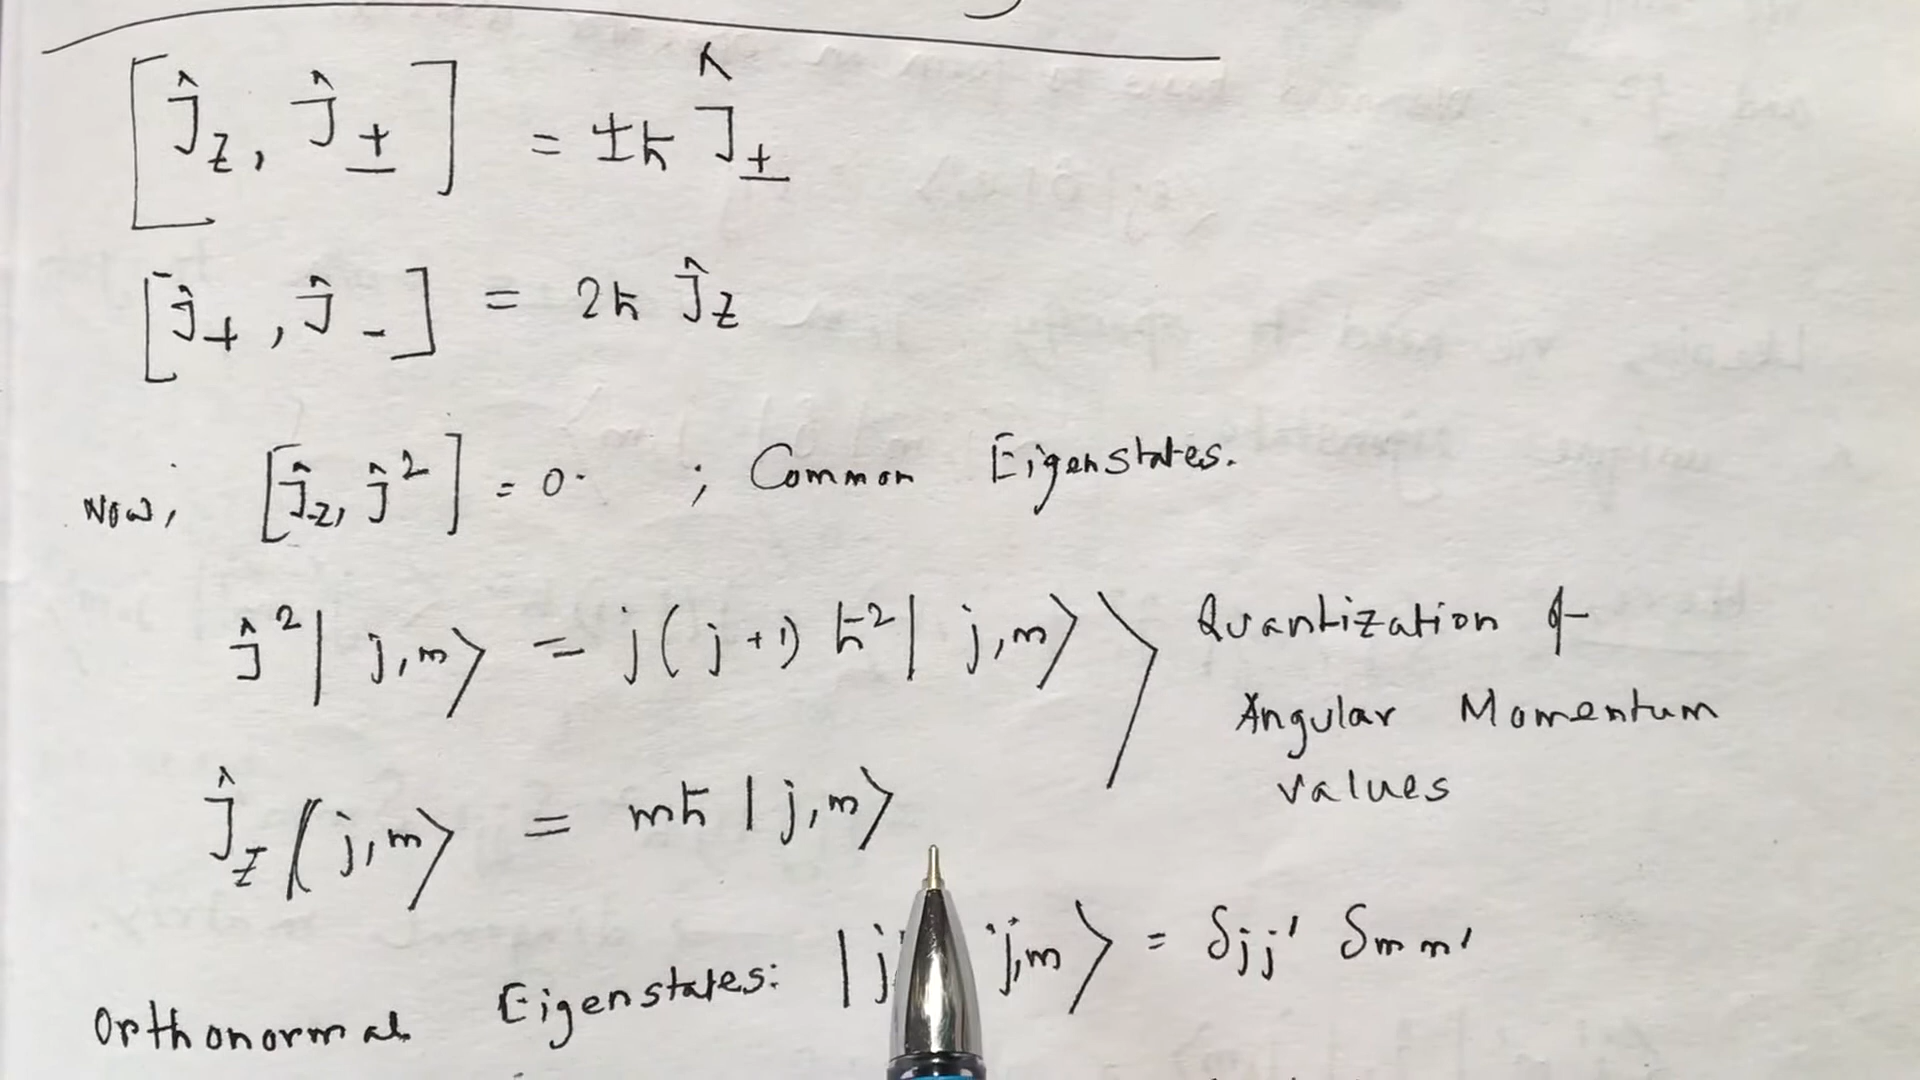 [Ĵz, Ĵ±] = ±ħ Ĵ±
[Ĵ+, Ĵ-] = 2ħ Ĵz
Now, [Ĵz, Ĵ²] = 0. ; Common Eigenstates.
Ĵ²|j,m⟩ = j(j+1)ħ²|j,m⟩ ⟩ Quantization of
Angular Momentum
values
Ĵz|j,m⟩ = mħ|j,m⟩
Orthonormal Eigenstates: |j j,m⟩ = δjj' δmm'